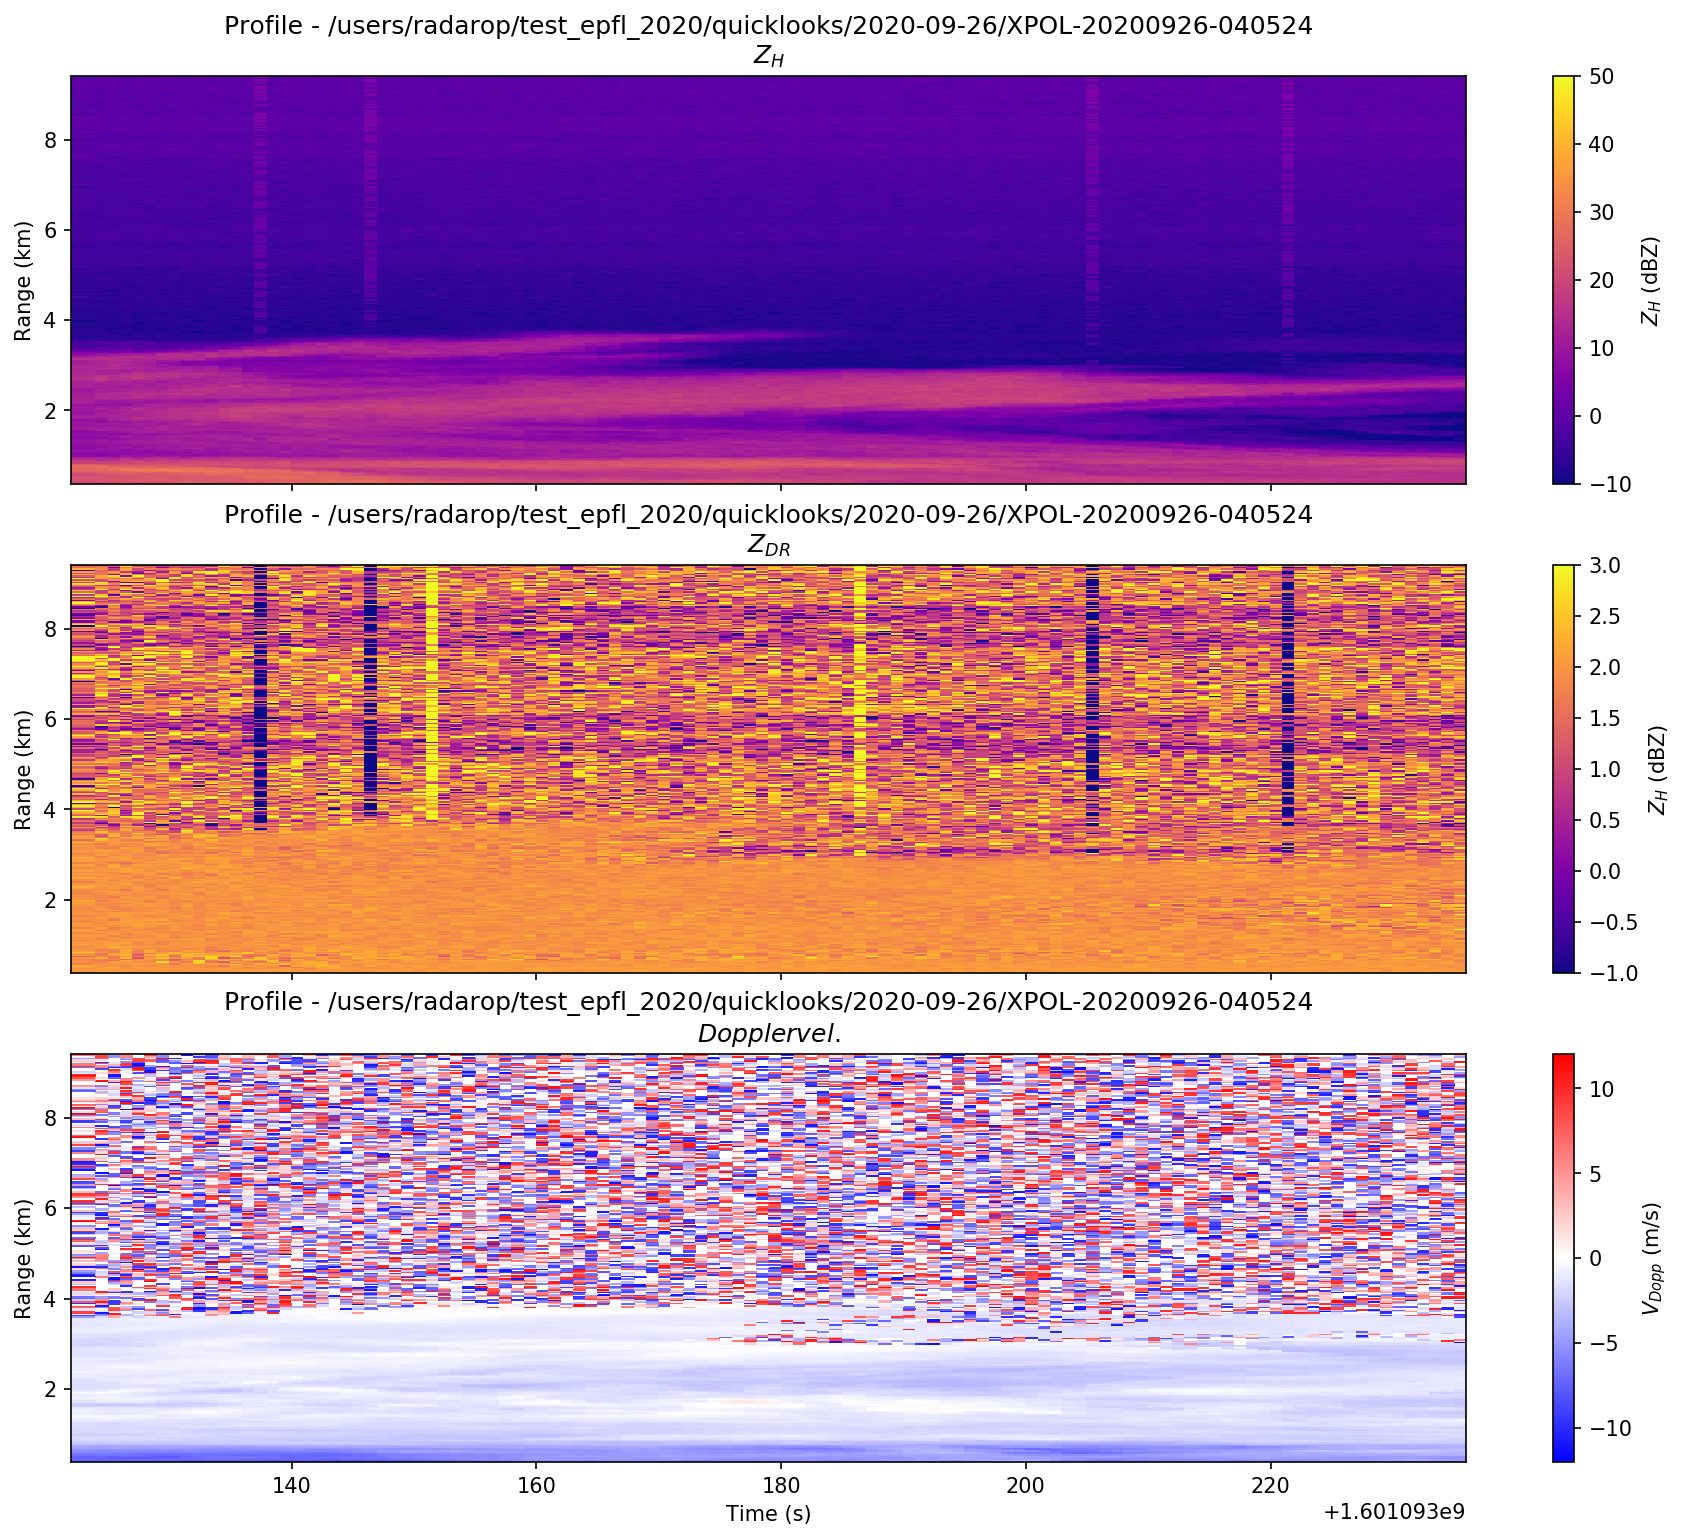 Profile - /users/radarop/test_epfl_2020/quicklooks/2020-09-26/XPOL-20200926-040524
Z_H
50
40
30
20
10
0
−10
Z_H (dBZ)
8
6
4
2
Range (km)
Profile - /users/radarop/test_epfl_2020/quicklooks/2020-09-26/XPOL-20200926-040524
Z_DR
3.0
2.5
2.0
1.5
1.0
0.5
0.0
−0.5
−1.0
Z_H (dBZ)
8
6
4
2
Range (km)
Profile - /users/radarop/test_epfl_2020/quicklooks/2020-09-26/XPOL-20200926-040524
Dopplervel.
10
5
0
−5
−10
V_Dopp (m/s)
8
6
4
2
Range (km)
140 160 180 200 220
Time (s)
+1.601093e9